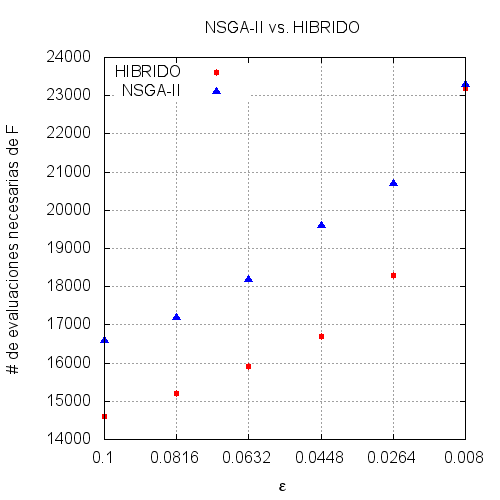 NSGA-II vs. HIBRIDO
HIBRIDO
NSGA-II
# de evaluaciones necesarias de F
24000
23000
22000
21000
20000
19000
18000
17000
16000
15000
14000
0.1 0.0816 0.0632 0.0448 0.0264 0.008
ε